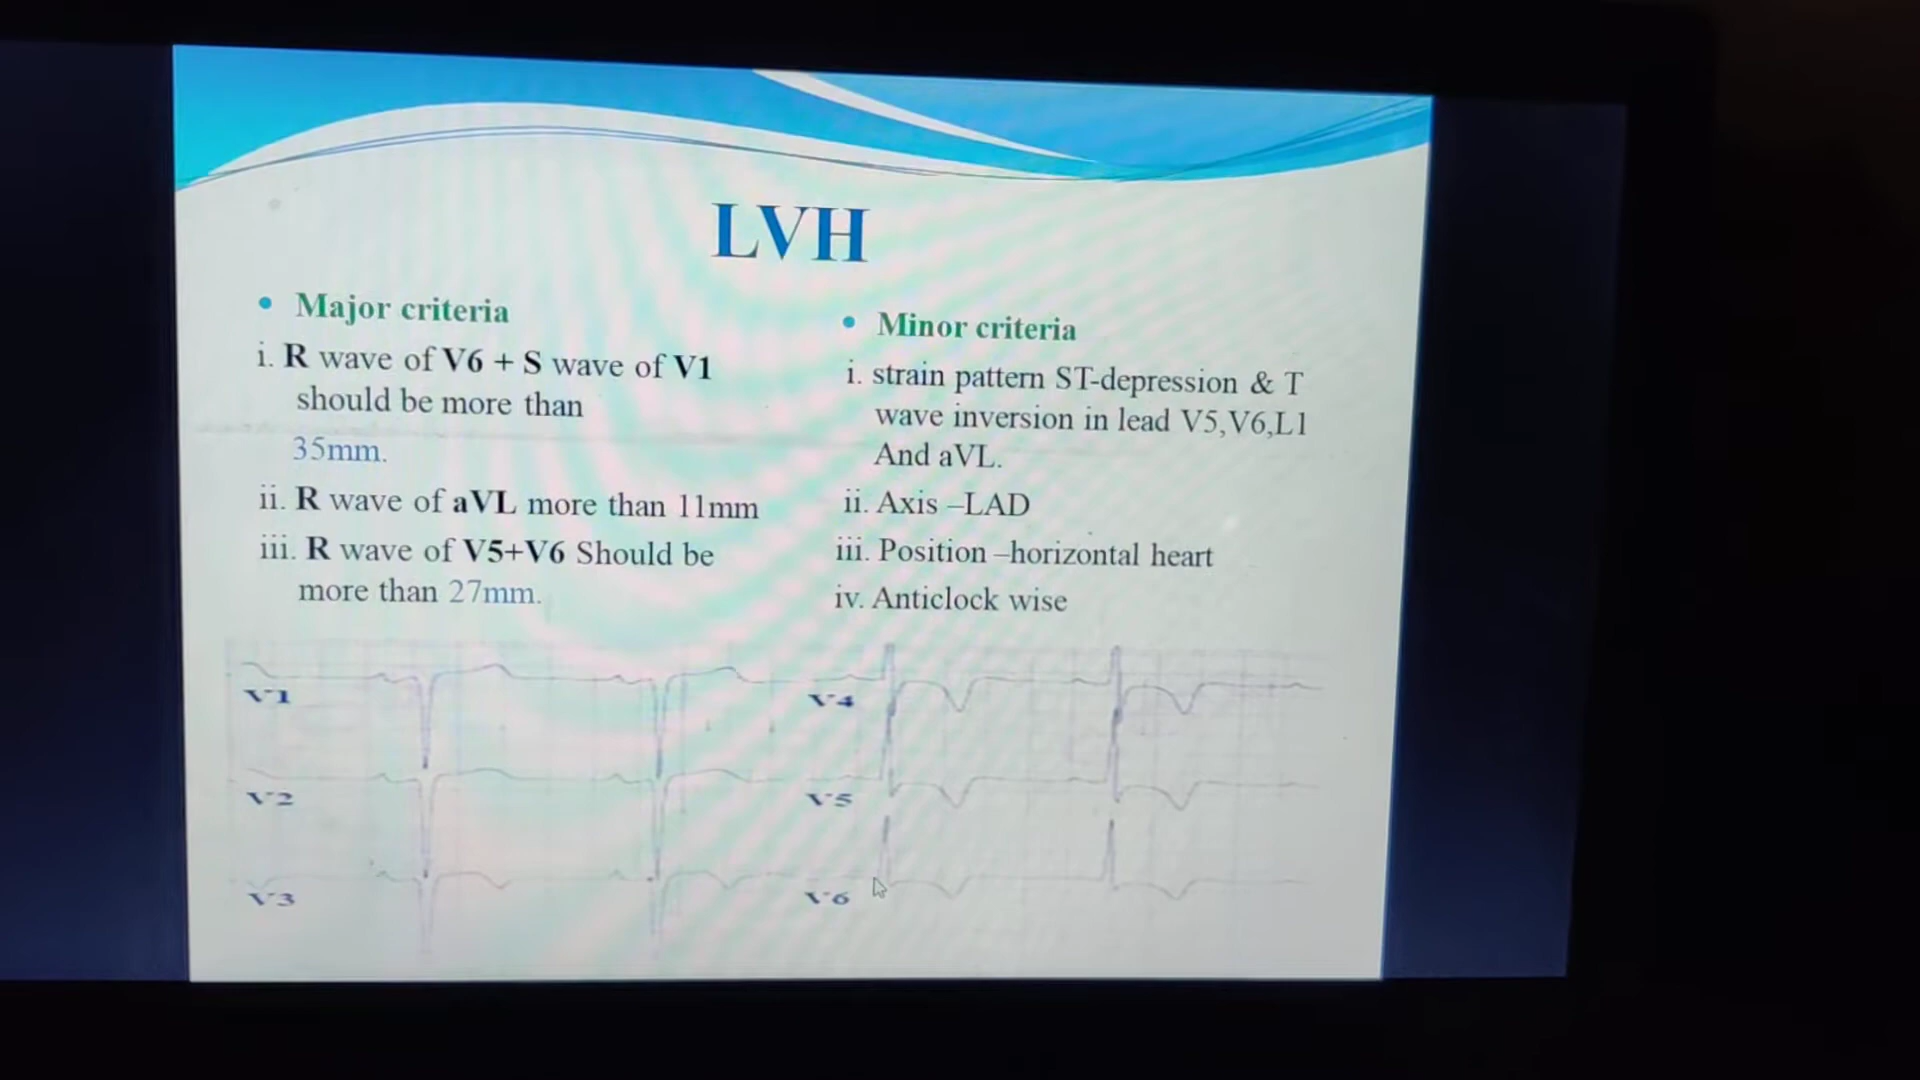 LVH
• Major criteria
i. R wave of V6 + S wave of V1
should be more than
35mm.
ii. R wave of aVL more than 11mm
iii. R wave of V5+V6 Should be
more than 27mm.
• Minor criteria
i. strain pattern ST-depression & T
wave inversion in lead V5,V6,L1
And aVL.
ii. Axis –LAD
iii. Position –horizontal heart
iv. Anticlock wise
V1
V2
V3
V4
V5
V6